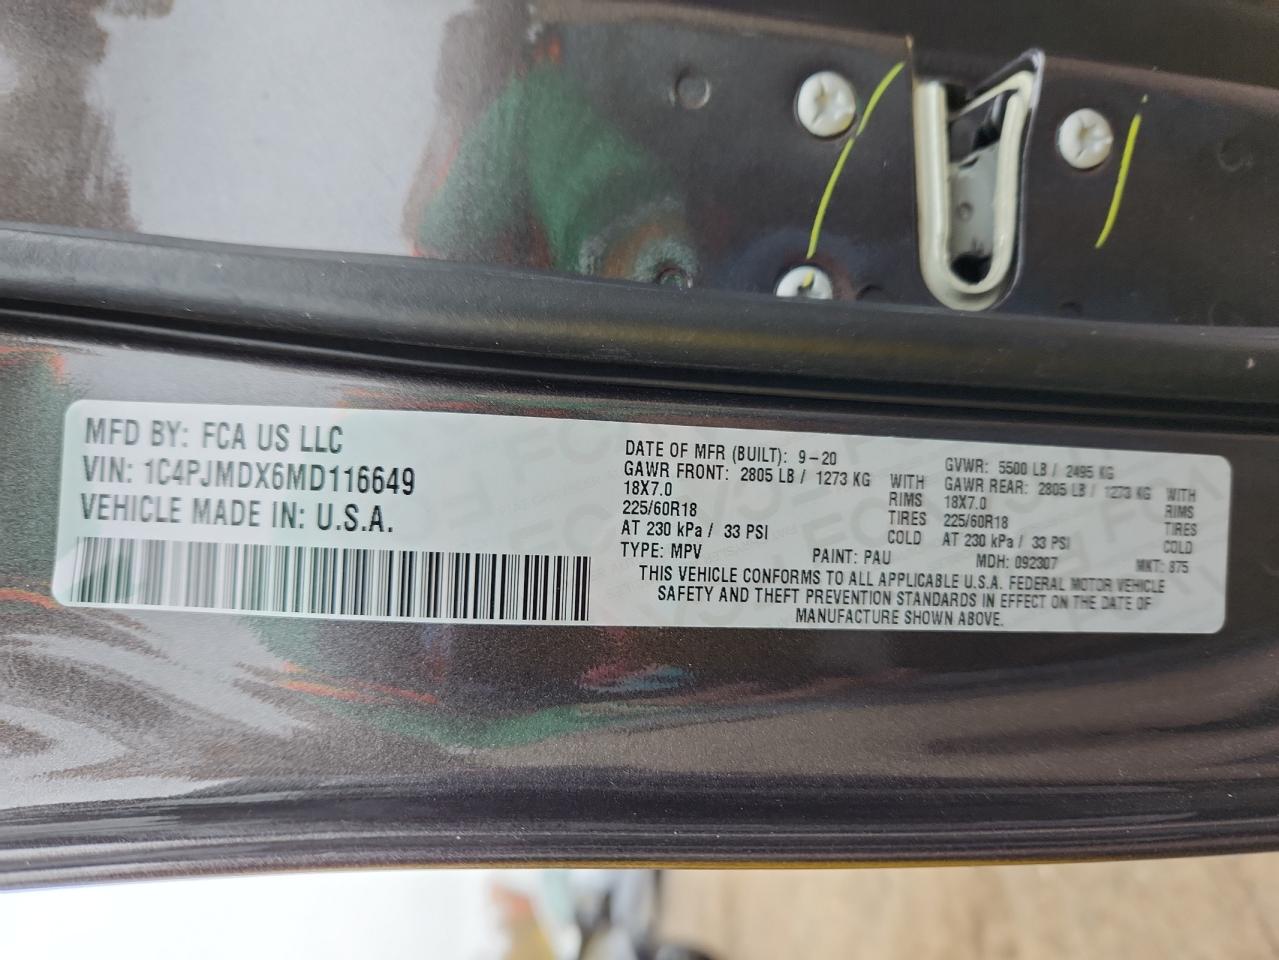 MFD BY: FCA US LLC
VIN: 1C4PJMDX6MD116649
VEHICLE MADE IN: U.S.A.
DATE OF MFR (BUILT): 9-20
GAWR FRONT: 2805 LB / 1273 KG WITH
18X7.0 RIMS
225/60R18 TIRES
AT 230 kPa / 33 PSI COLD
TYPE: MPV PAINT: PAU
GVWR: 5500 LB / 2495 KG
GAWR REAR: 2805 LB / 1273 KG WITH
18X7.0 RIMS
225/60R18 TIRES
AT 230 kPa / 33 PSI COLD
MDH: 092307 MKT: 875
THIS VEHICLE CONFORMS TO ALL APPLICABLE U.S.A. FEDERAL MOTOR VEHICLE
SAFETY AND THEFT PREVENTION STANDARDS IN EFFECT ON THE DATE OF
MANUFACTURE SHOWN ABOVE.